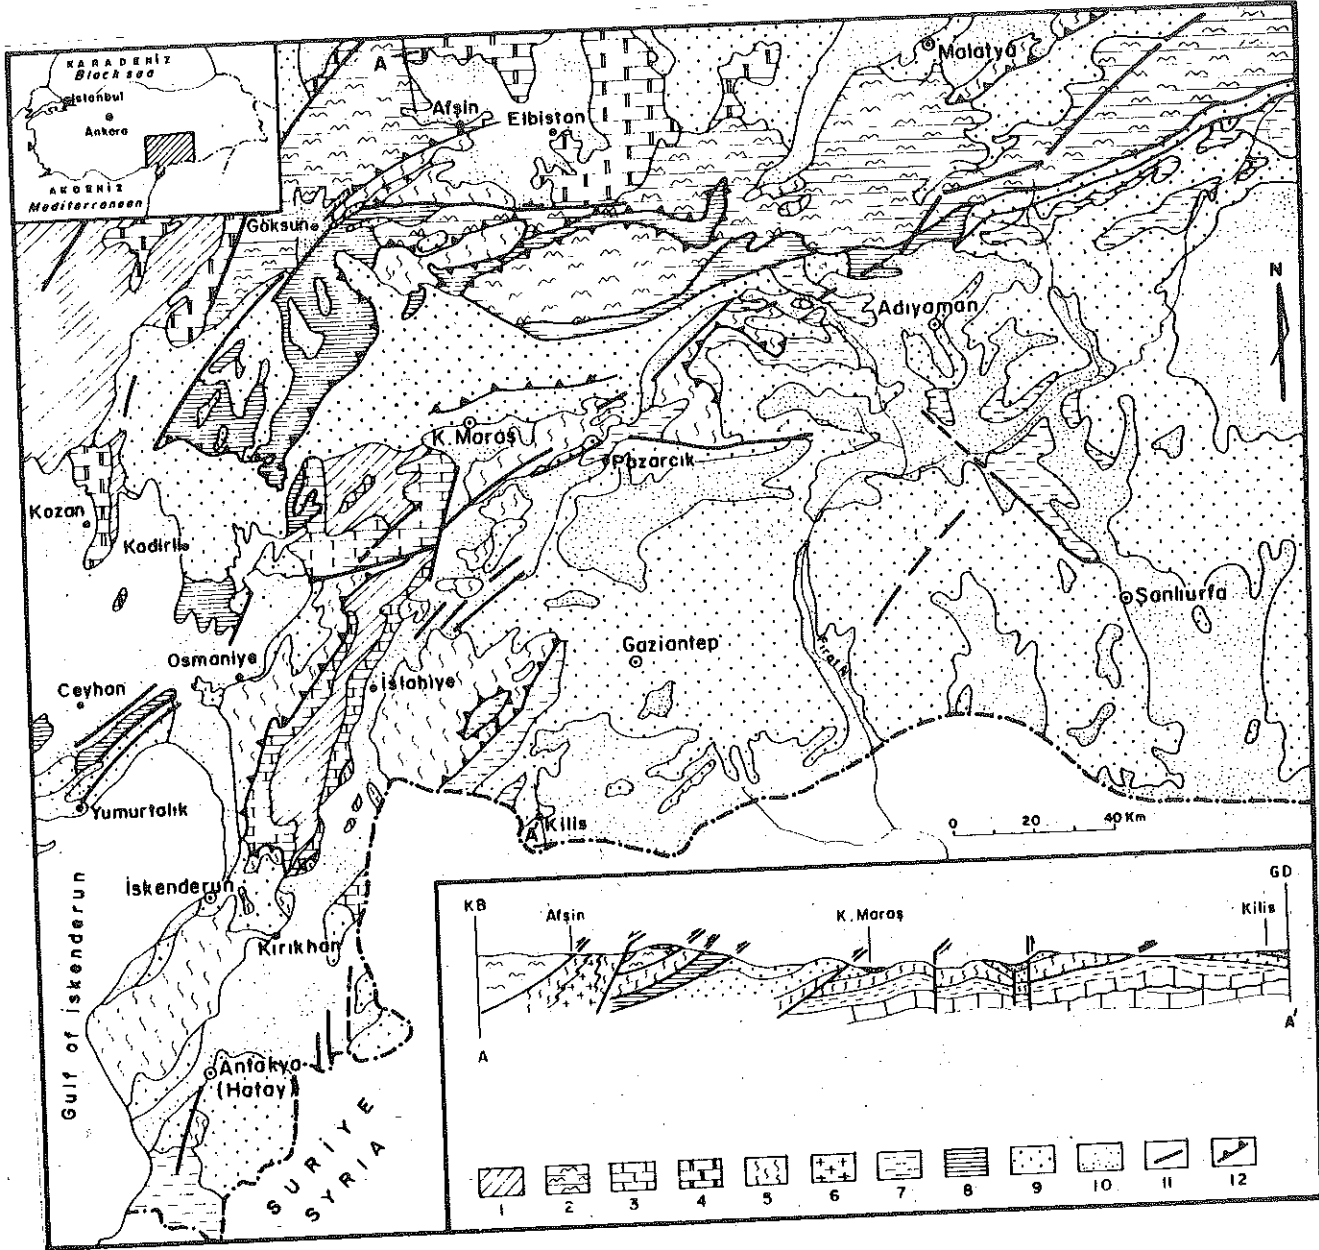 KARADENİZ
Black sea
İstanbul
Ankara
AKDENİZ
Mediterranean
A
Afşin
Elbistan
Malatya
Göksun
N
Adıyaman
K.Maraş
Pazarcık
Kozan
Kadirli
Şanlıurfa
Gaziantep
Fırat N.
Osmaniye
İslahiye
Ceyhan
Yumurtalık
A'
Kilis
0 20 40 Km
İskenderun
Kırıkhan
Gulf of İskenderun
Antakya
(Hatay)
SURİYE
SYRIA
KB
Afşin
K.Maraş
GD
Kilis
A
A'
1 2 3 4 5 6 7 8 9 10 11 12